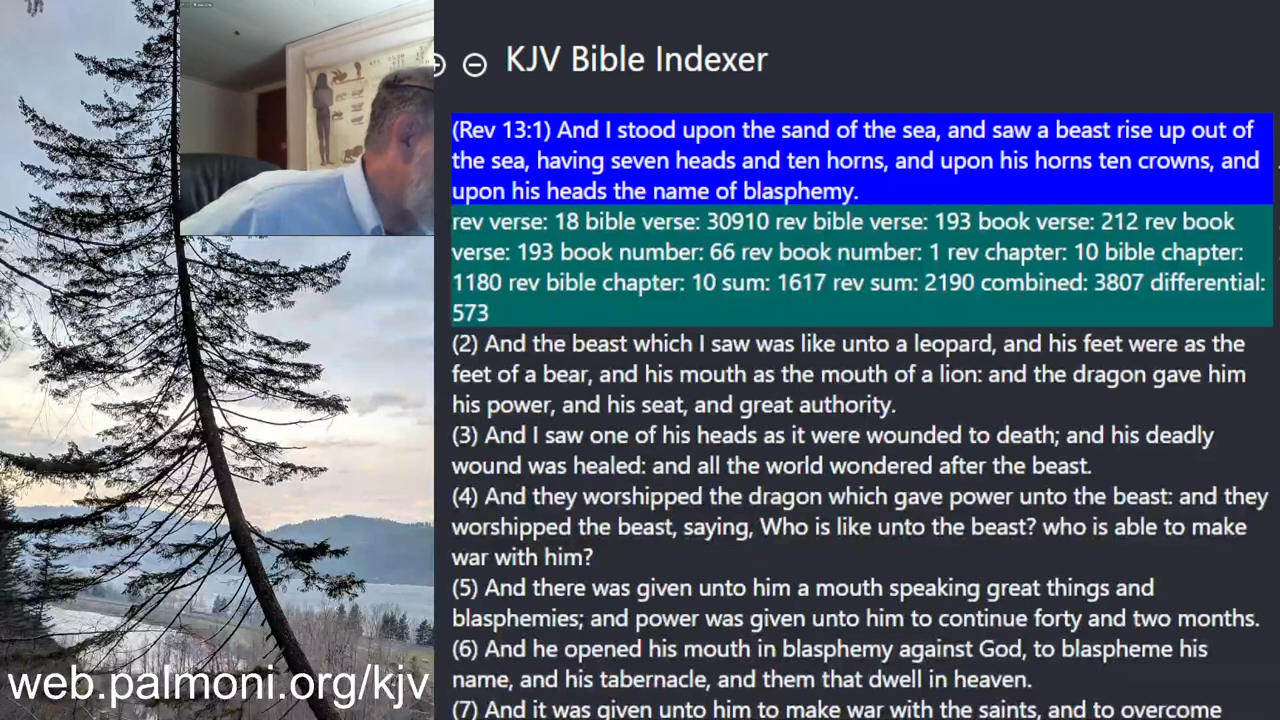 KJV Bible Indexer
(Rev 13:1) And I stood upon the sand of the sea, and saw a beast rise up out of
the sea, having seven heads and ten horns, and upon his horns ten crowns, and
upon his heads the name of blasphemy.
rev verse: 18 bible verse: 30910 rev bible verse: 193 book verse: 212 rev book
verse: 193 book number: 66 rev book number: 1 rev chapter: 10 bible chapter:
1180 rev bible chapter: 10 sum: 1617 rev sum: 2190 combined: 3807 differential:
573
(2) And the beast which I saw was like unto a leopard, and his feet were as the
feet of a bear, and his mouth as the mouth of a lion: and the dragon gave him
his power, and his seat, and great authority.
(3) And I saw one of his heads as it were wounded to death; and his deadly
wound was healed: and all the world wondered after the beast.
(4) And they worshipped the dragon which gave power unto the beast: and they
worshipped the beast, saying, Who is like unto the beast? who is able to make
war with him?
(5) And there was given unto him a mouth speaking great things and
blasphemies; and power was given unto him to continue forty and two months.
(6) And he opened his mouth in blasphemy against God, to blaspheme his
name, and his tabernacle, and them that dwell in heaven.
(7) And it was given unto him to make war with the saints, and to overcome
web.palmoni.org/kjv